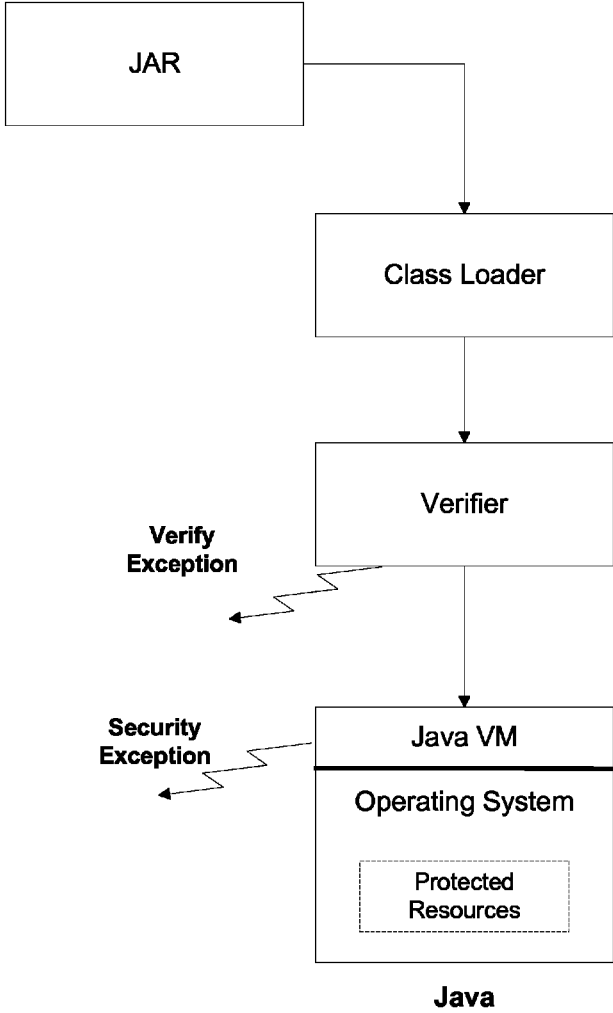 JAR
Class Loader
Verifier
Verify
Exception
Security
Exception
Java VM
Operating System
Protected
Resources
Java